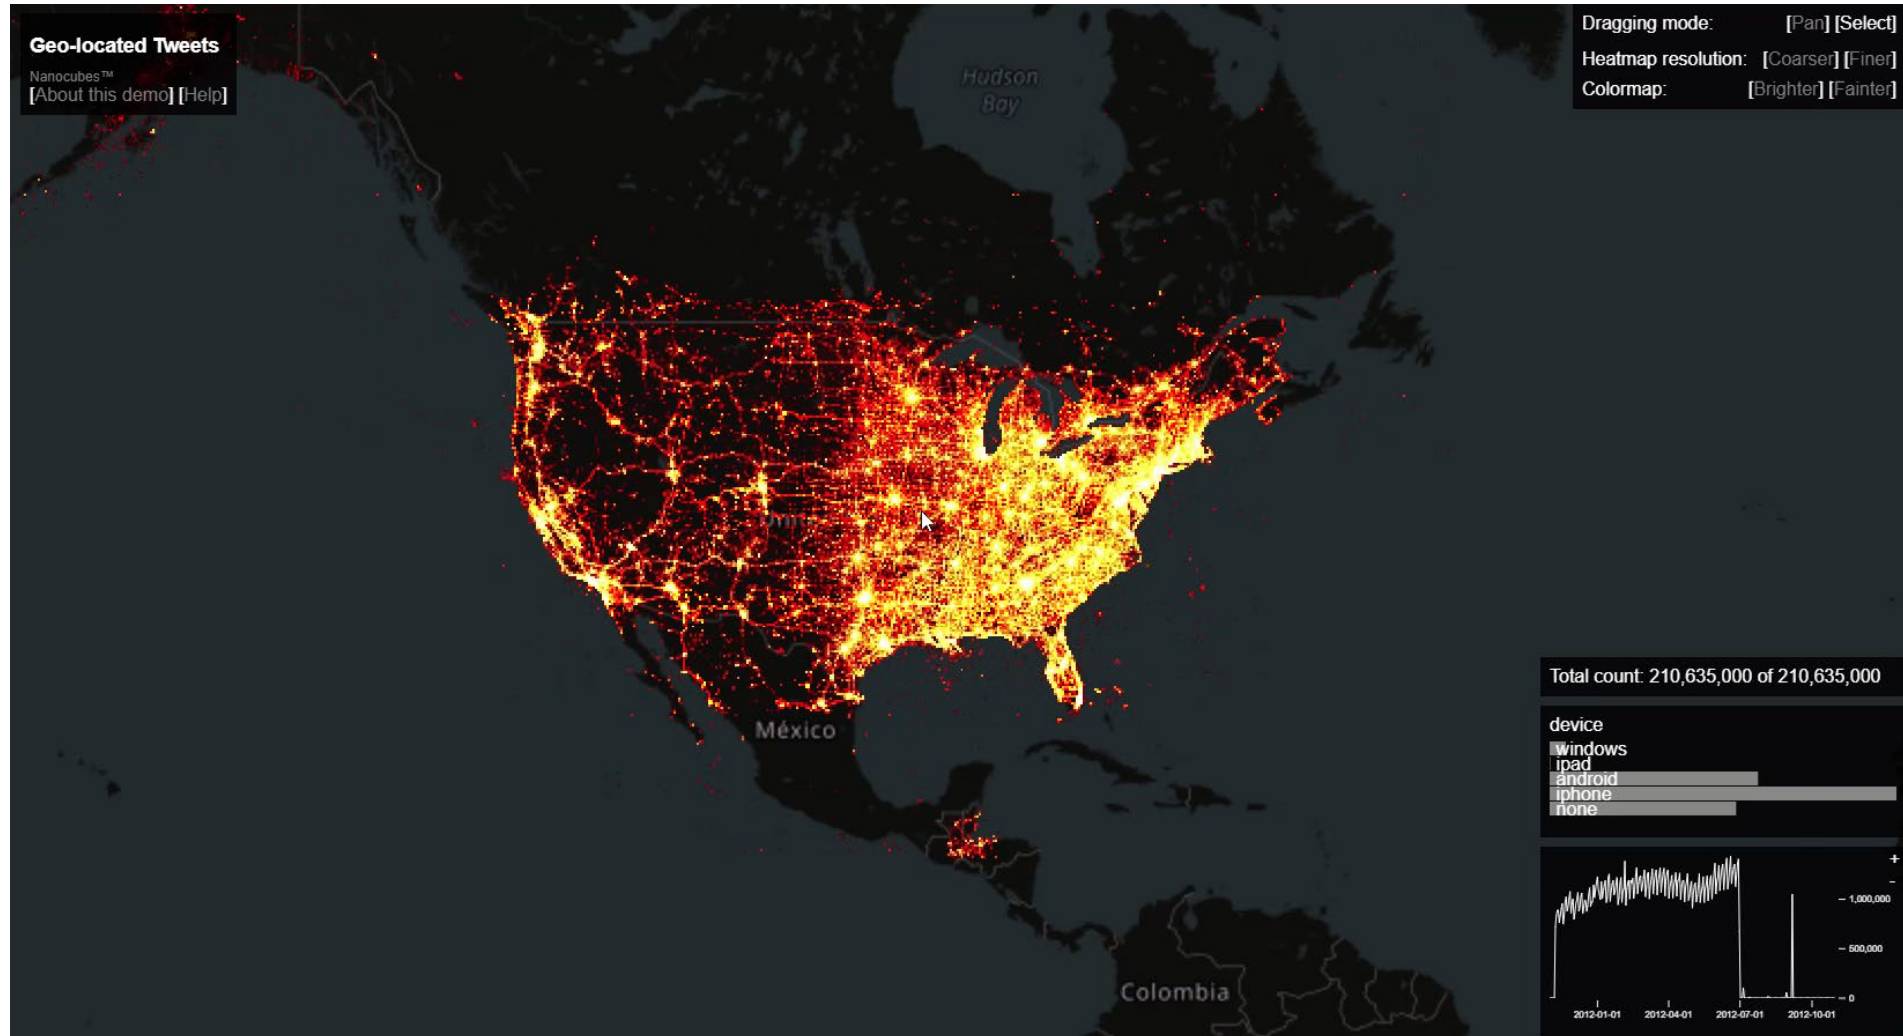 Geo-located Tweets
Nanocubes™
[About this demo] [Help]
Dragging mode: [Pan] [Select]
Heatmap resolution: [Coarser] [Finer]
Colormap: [Brighter] [Fainter]
Hudson
Bay
México
Colombia
Total count: 210,635,000 of 210,635,000
device
windows
ipad
android
iphone
none
+
-
1,000,000
500,000
0
2012-01-01 2012-04-01 2012-07-01 2012-10-01